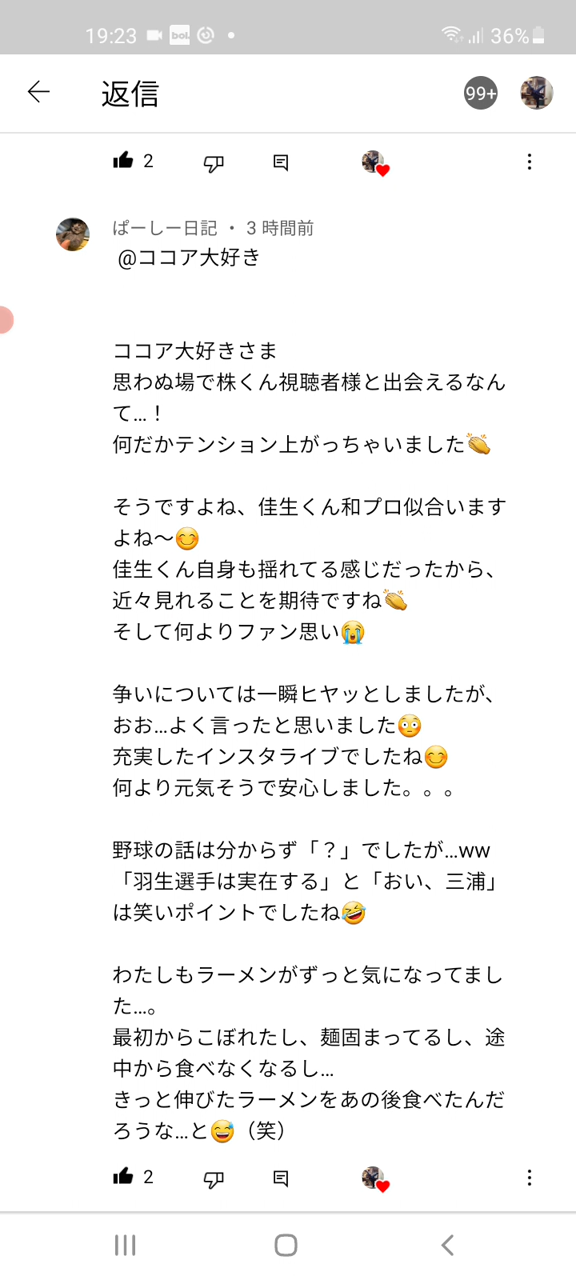 19:23
bol.
36%
返信
99+
2
ぱーしー日記 ・ 3 時間前
@ココア大好き
ココア大好きさま
思わぬ場で株くん視聴者様と出会えるなん
て…！
何だかテンション上がっちゃいました👏
そうですよね、佳生くん和プロ似合います
よね〜😊
佳生くん自身も揺れてる感じだったから、
近々見れることを期待ですね👏
そして何よりファン思い😭
争いについては一瞬ヒヤッとしましたが、
おお…よく言ったと思いました😳
充実したインスタライブでしたね😊
何より元気そうで安心しました。。。
野球の話は分からず「？」でしたが…ww
「羽生選手は実在する」と「おい、三浦」
は笑いポイントでしたね🤣
わたしもラーメンがずっと気になってまし
た…。
最初からこぼれたし、麺固まってるし、途
中から食べなくなるし…
きっと伸びたラーメンをあの後食べたんだ
ろうな…と😅（笑）
2